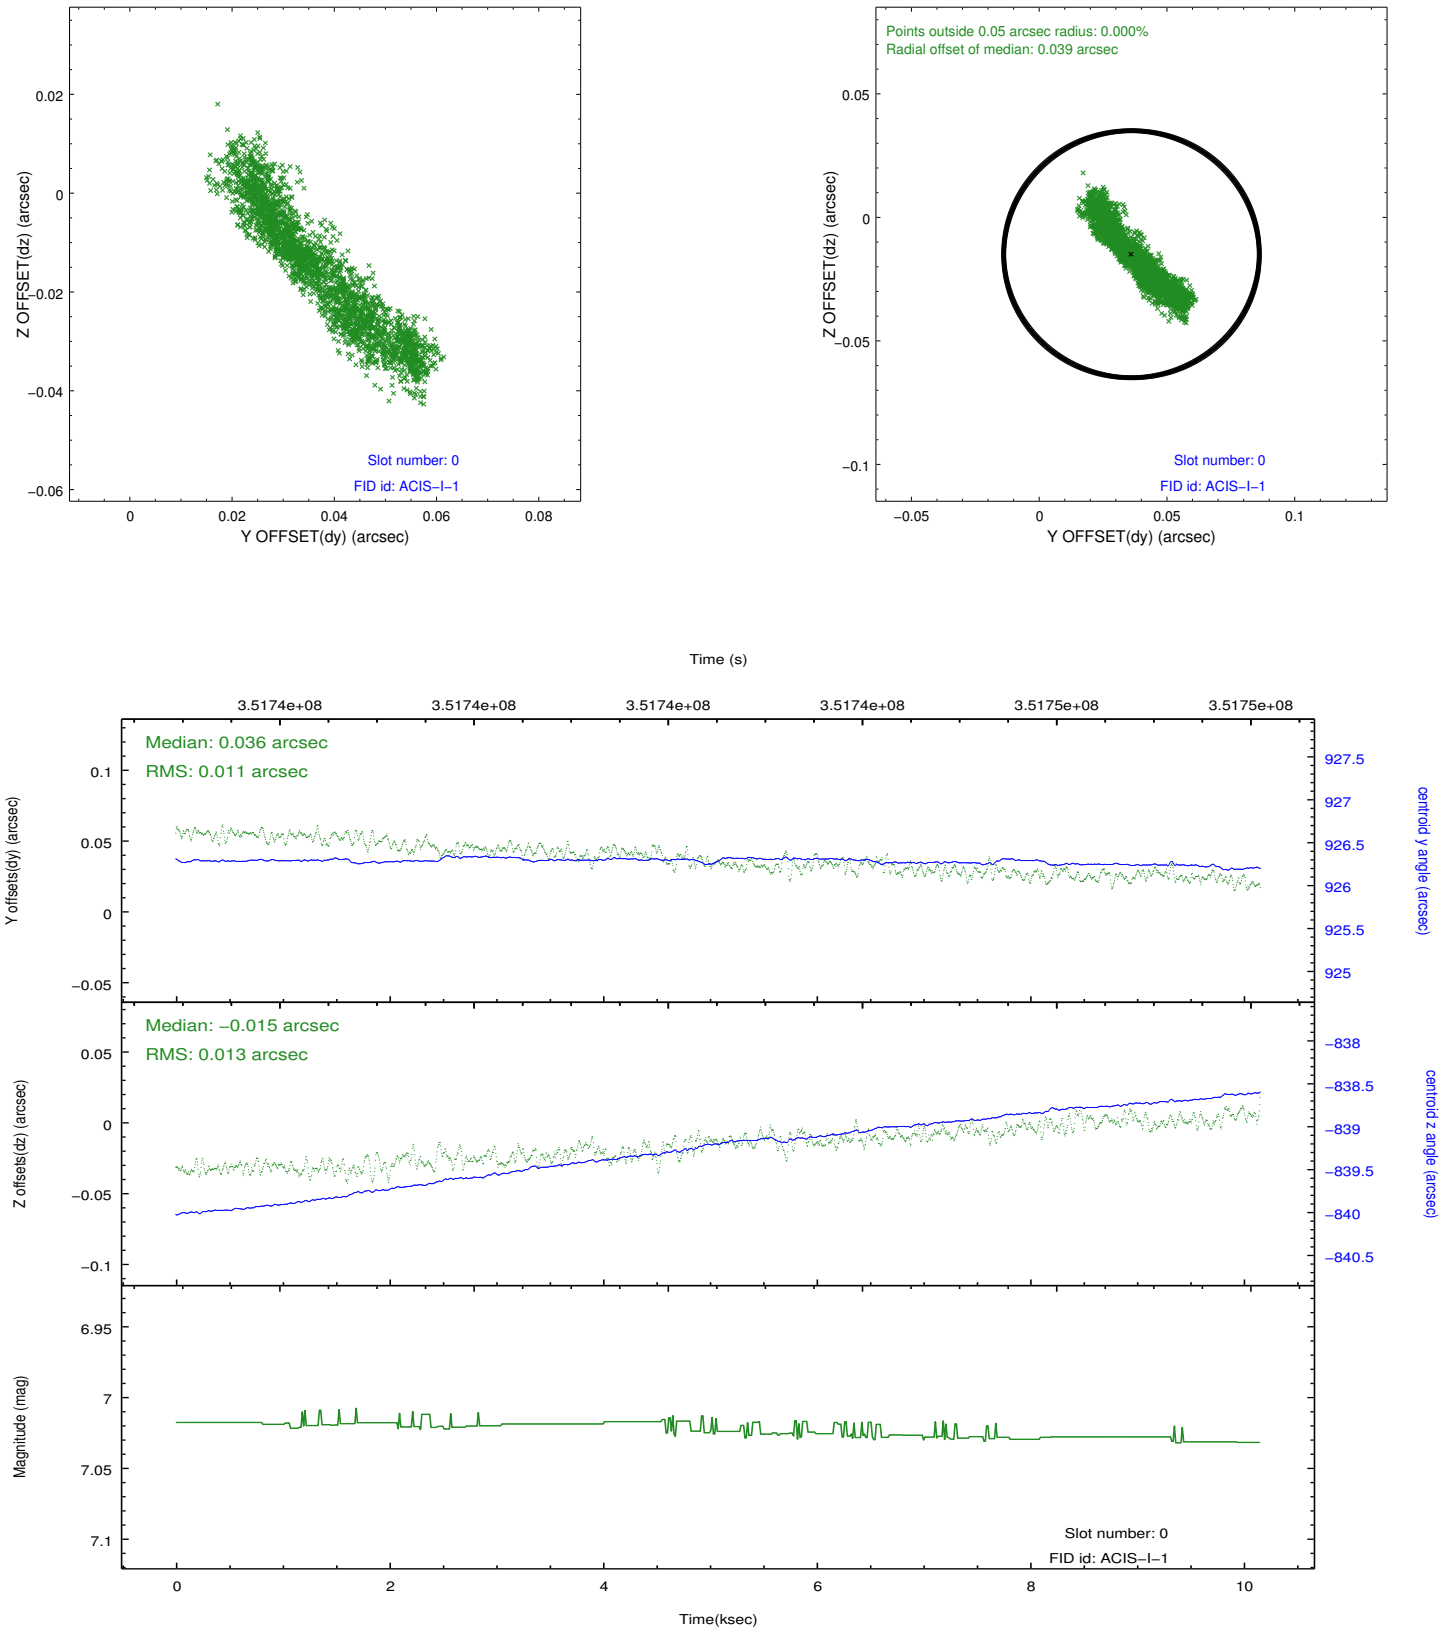 0.02
0
−0.02
−0.04
−0.06
Z OFFSET(dz) (arcsec)
Slot number: 0
FID id: ACIS−I−1
0
0.02
0.04
0.06
0.08
Y OFFSET(dy) (arcsec)
Points outside 0.05 arcsec radius: 0.000%
Radial offset of median: 0.039 arcsec
0.05
0
−0.05
−0.1
Z OFFSET(dz) (arcsec)
Slot number: 0
FID id: ACIS−I−1
−0.05
0
0.05
0.1
Y OFFSET(dy) (arcsec)
Time (s)
3.5174e+08
3.5174e+08
3.5174e+08
3.5174e+08
3.5175e+08
3.5175e+08
Median: 0.036 arcsec
RMS: 0.011 arcsec
0.1
0.05
0
−0.05
Y offsets(dy) (arcsec)
927.5
927
926.5
926
925.5
925
centroid y angle (arcsec)
Median: −0.015 arcsec
RMS: 0.013 arcsec
0.05
0
−0.05
−0.1
Z offsets(dz) (arcsec)
−838
−838.5
−839
−839.5
−840
−840.5
centroid z angle (arcsec)
6.95
7
7.05
7.1
Magnitude (mag)
Slot number: 0
FID id: ACIS−I−1
0
2
4
6
8
10
Time(ksec)